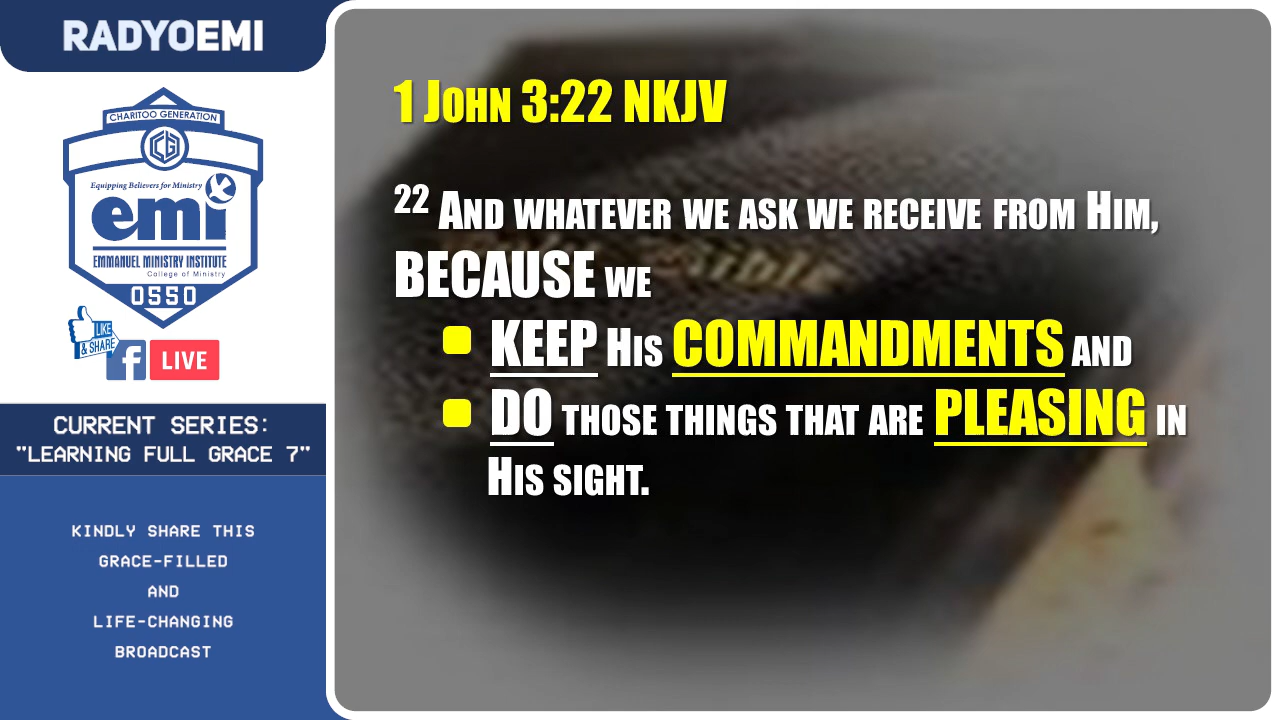 RADYOEMI
CHARITOO GENERATION
CG
Equipping Believers for Ministry
emi
EMMANUEL MINISTRY INSTITUTE
College of Ministry
0550
LIKE
& SHARE
f LIVE
CURRENT SERIES:
"LEARNING FULL GRACE 7"
KINDLY SHARE THIS
GRACE-FILLED
AND
LIFE-CHANGING
BROADCAST
1 JOHN 3:22 NKJV
22 AND WHATEVER WE ASK WE RECEIVE FROM HIM,
BECAUSE WE
KEEP HIS COMMANDMENTS AND
DO THOSE THINGS THAT ARE PLEASING IN
HIS SIGHT.